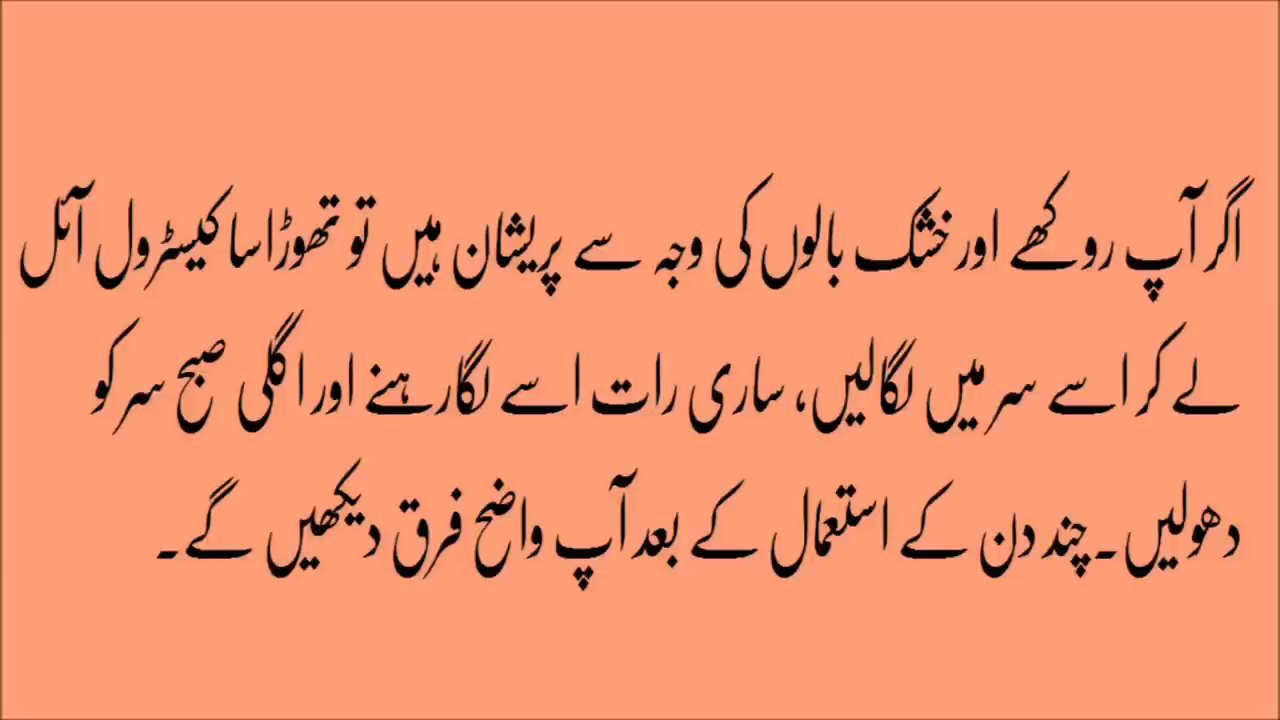 اگر آپ روکھے اور خشک بالوں کی وجہ سے پریشان ہیں تو تھوڑا سا کیسٹرول آئل
لے کر اسے سر میں لگالیں، ساری رات اسے لگا رہنے اور اگلی صبح سر کو
دھولیں۔ چند دن کے استعمال کے بعد آپ واضح فرق دیکھیں گے۔